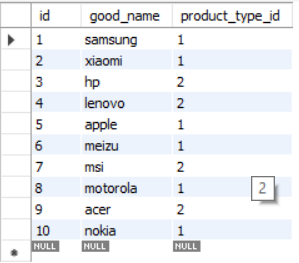 id good_name product_type_id
1 samsung 1
2 xiaomi 1
3 hp 2
4 lenovo 2
5 apple 1
6 meizu 1
7 msi 2
8 motorola 1 2
9 acer 2
10 nokia 1
NULL NULL NULL